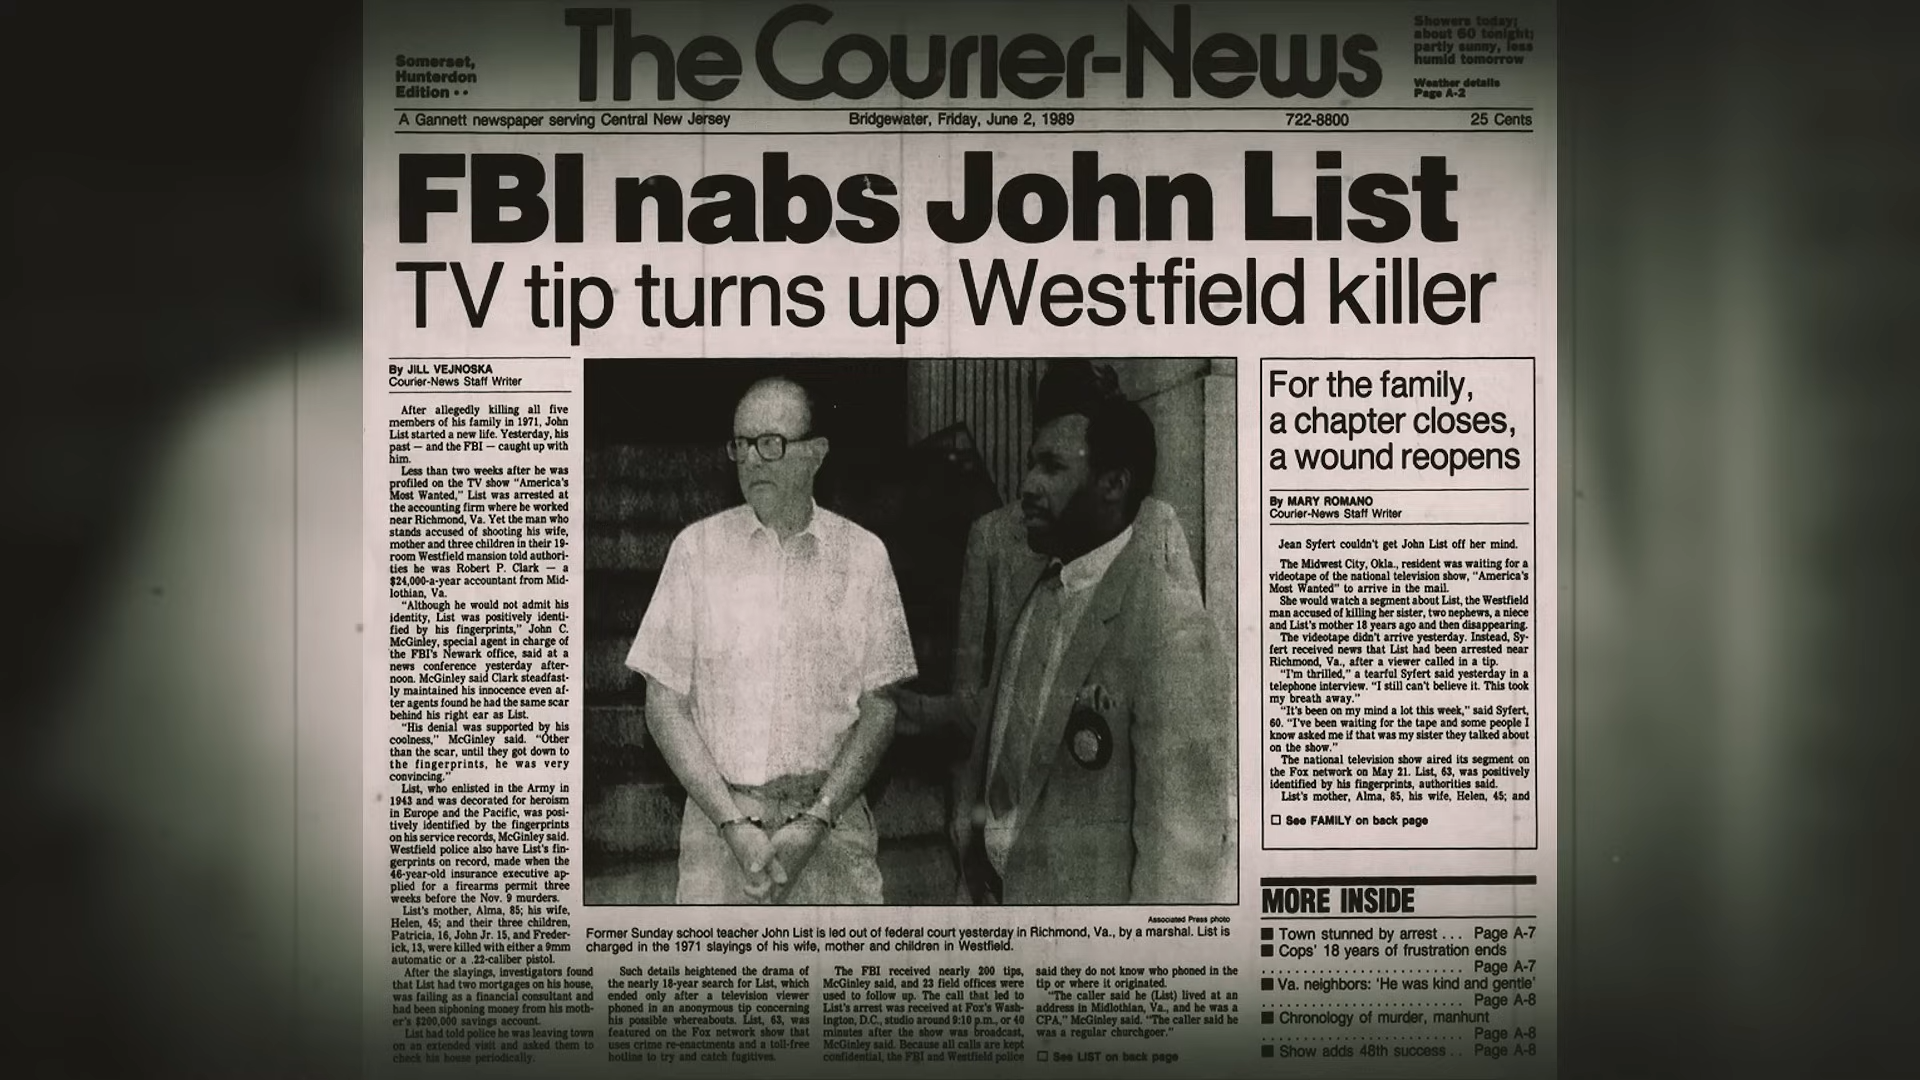 Somerset,
Hunterdon
Edition ••
The Courier-News
Showers today;
about 60 tonight;
partly sunny, less
humid tomorrow
Weather details
Page A-2
A Gannett newspaper serving Central New Jersey
Bridgewater, Friday, June 2, 1989
722-8800
25 Cents
FBI nabs John List
TV tip turns up Westfield killer
By JILL VEJNOSKA
Courier-News Staff Writer
After allegedly killing all five
members of his family in 1971, John
List started a new life. Yesterday, his
past — and the FBI — caught up with
him.
Less than two weeks after he was
profiled on the TV show "America's
Most Wanted," List was arrested at
the accounting firm where he worked
near Richmond, Va. Yet the man who
stands accused of shooting his wife,
mother and three children in their 19-
room Westfield mansion told authori-
ties he was Robert P. Clark — a
$24,000-a-year accountant from Mid-
lothian, Va.
"Although he would not admit his
identity, List was positively identi-
fied by his fingerprints," John C.
McGinley, special agent in charge of
the FBI's Newark office, said at a
news conference yesterday after-
noon. McGinley said Clark steadfast-
ly maintained his innocence even af-
ter agents found he had the same scar
behind his right ear as List.
"His denial was supported by his
coolness," McGinley said. "Other
than the scar, until they got down to
the fingerprints, he was very
convincing."
List, who enlisted in the Army in
1943 and was decorated for heroism
in Europe and the Pacific, was posi-
tively identified by the fingerprints
on his service records, McGinley said.
Westfield police also have List's fin-
gerprints on record, made when the
46-year-old insurance executive ap-
plied for a firearms permit three
weeks before the Nov. 9 murders.
List's mother, Alma, 85; his wife,
Helen, 45; and their three children,
Patricia, 16, John Jr. 15, and Freder-
ick, 13, were killed with either a 9mm
automatic or a .22-caliber pistol.
After the slayings, investigators found
that List had two mortgages on his house,
was failing as a financial consultant and
had been siphoning money from his moth-
er's $200,000 savings account.
List had told police he was leaving town
on an extended visit and asked them to
check his house periodically.
Associated Press photo
Former Sunday school teacher John List is led out of federal court yesterday in Richmond, Va., by a marshal. List is
charged in the 1971 slayings of his wife, mother and children in Westfield.
Such details heightened the drama of
the nearly 18-year search for List, which
ended only after a television viewer
phoned in an anonymous tip concerning
his possible whereabouts. List, 63, was
featured on the Fox network show that
uses crime re-enactments and a toll-free
hotline to try and catch fugitives.
The FBI received nearly 200 tips,
McGinley said, and 23 field offices were
used to follow up. The call that led to
List's arrest was received at Fox's Wash-
ington, D.C., studio around 9:10 p.m., or 40
minutes after the show was broadcast,
McGinley said. Because all calls are kept
confidential, the FBI and Westfield police
said they do not know who phoned in the
tip or where it originated.
"The caller said he (List) lived at an
address in Midlothian, Va., and he was a
CPA," McGinley said. "The caller said he
was a regular churchgoer."
☐ See LIST on back page
For the family,
a chapter closes,
a wound reopens
By MARY ROMANO
Courier-News Staff Writer
Jean Syfert couldn't get John List off her mind.
The Midwest City, Okla., resident was waiting for a
videotape of the national television show, "America's
Most Wanted" to arrive in the mail.
She would watch a segment about List, the Westfield
man accused of killing her sister, two nephews, a niece
and List's mother 18 years ago and then disappearing.
The videotape didn't arrive yesterday. Instead, Sy-
fert received news that List had been arrested near
Richmond, Va., after a viewer called in a tip.
"I'm thrilled," a tearful Syfert said yesterday in a
telephone interview. "I still can't believe it. This took
my breath away."
"It's been on my mind a lot this week," said Syfert,
60. "I've been waiting for the tape and some people I
know asked me if that was my sister they talked about
on the show."
The national television show aired its segment on
the Fox network on May 21. List, 63, was positively
identified by his fingerprints, authorities said.
List's mother, Alma, 85, his wife, Helen, 45; and
☐ See FAMILY on back page
MORE INSIDE
■ Town stunned by arrest ... Page A-7
■ Cops' 18 years of frustration ends
........................ Page A-7
■ Va. neighbors: 'He was kind and gentle'
........................ Page A-8
■ Chronology of murder, manhunt
........................ Page A-8
■ Show adds 48th success .. Page A-8